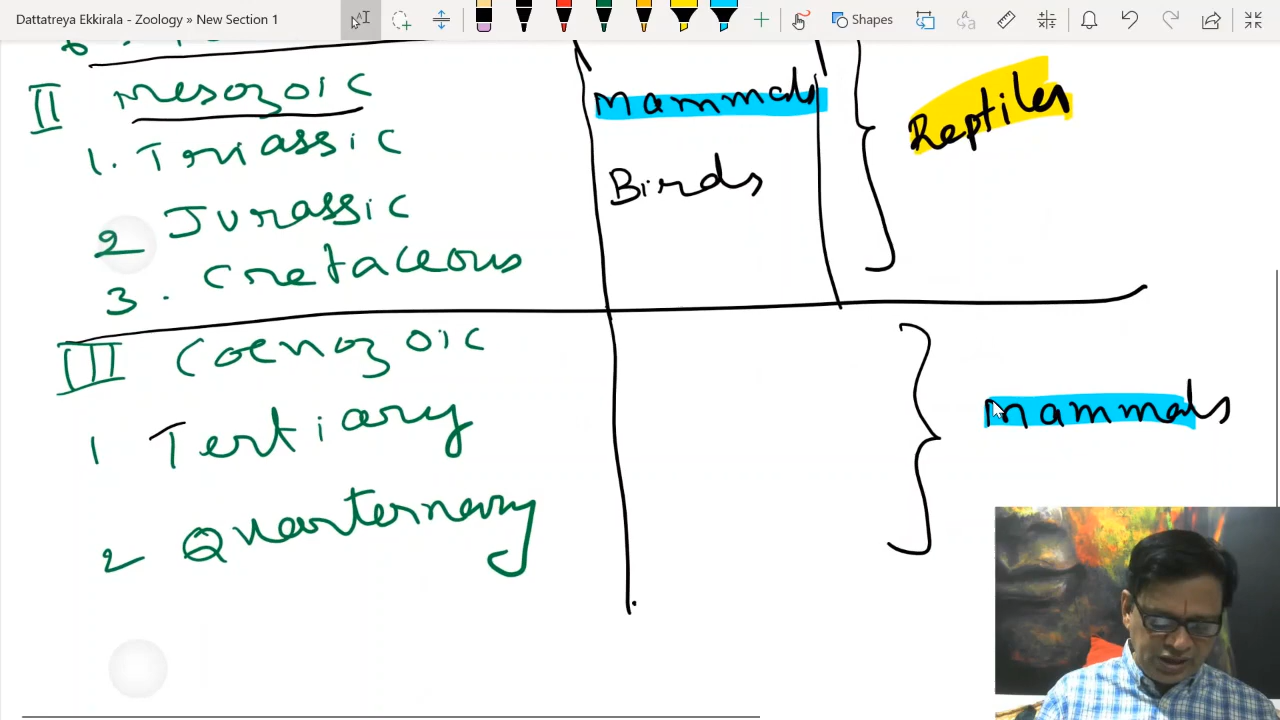 Dattatreya Ekkirala - Zoology » New Section 1
Shapes
II Mesozoic
1. Triassic
2 Jurassic
3. Cretaceous
Mammals
Birds
Reptiles
III Coenozoic
1 Tertiary
2 Quarternary
Mammals